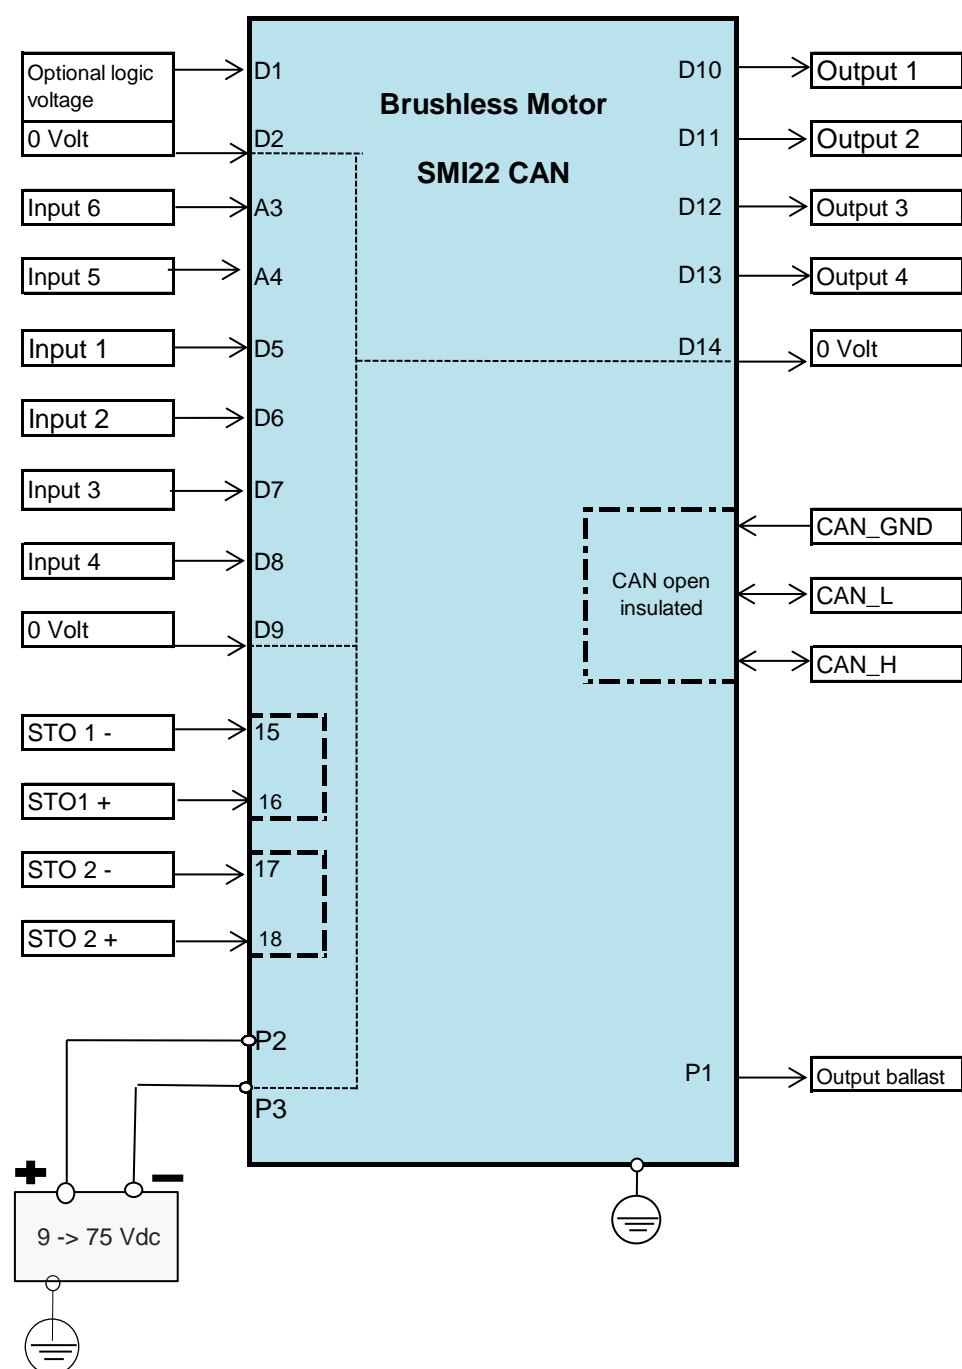 Brushless Motor
SMI22 CAN
Optional logic
voltage
0 Volt
Input 6
Input 5
Input 1
Input 2
Input 3
Input 4
0 Volt
STO 1 -
STO1 +
STO 2 -
STO 2 +
D1
D2
A3
A4
D5
D6
D7
D8
D9
15
16
17
18
P2
P3
D10
D11
D12
D13
D14
CAN open
insulated
P1
Output 1
Output 2
Output 3
Output 4
0 Volt
CAN_GND
CAN_L
CAN_H
Output ballast
+ −
9 -> 75 Vdc